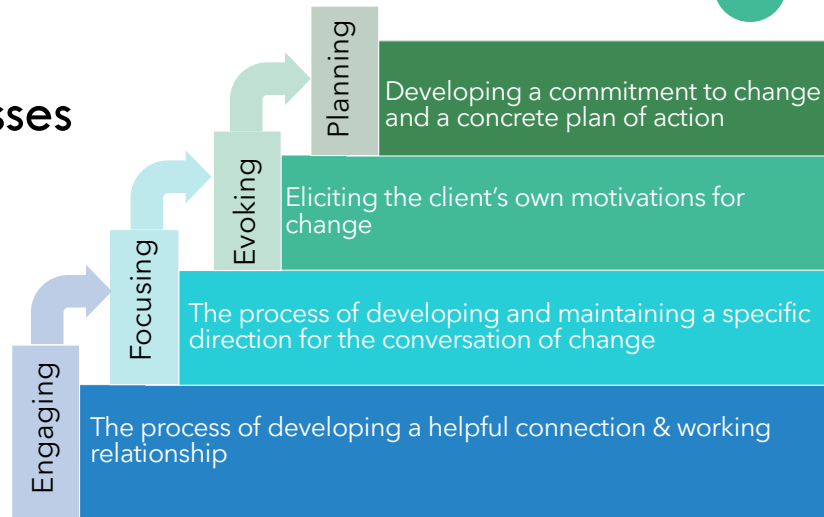 sses
Planning
Developing a commitment to change
and a concrete plan of action
Evoking
Eliciting the client's own motivations for
change
Focusing
The process of developing and maintaining a specific
direction for the conversation of change
Engaging
The process of developing a helpful connection & working
relationship